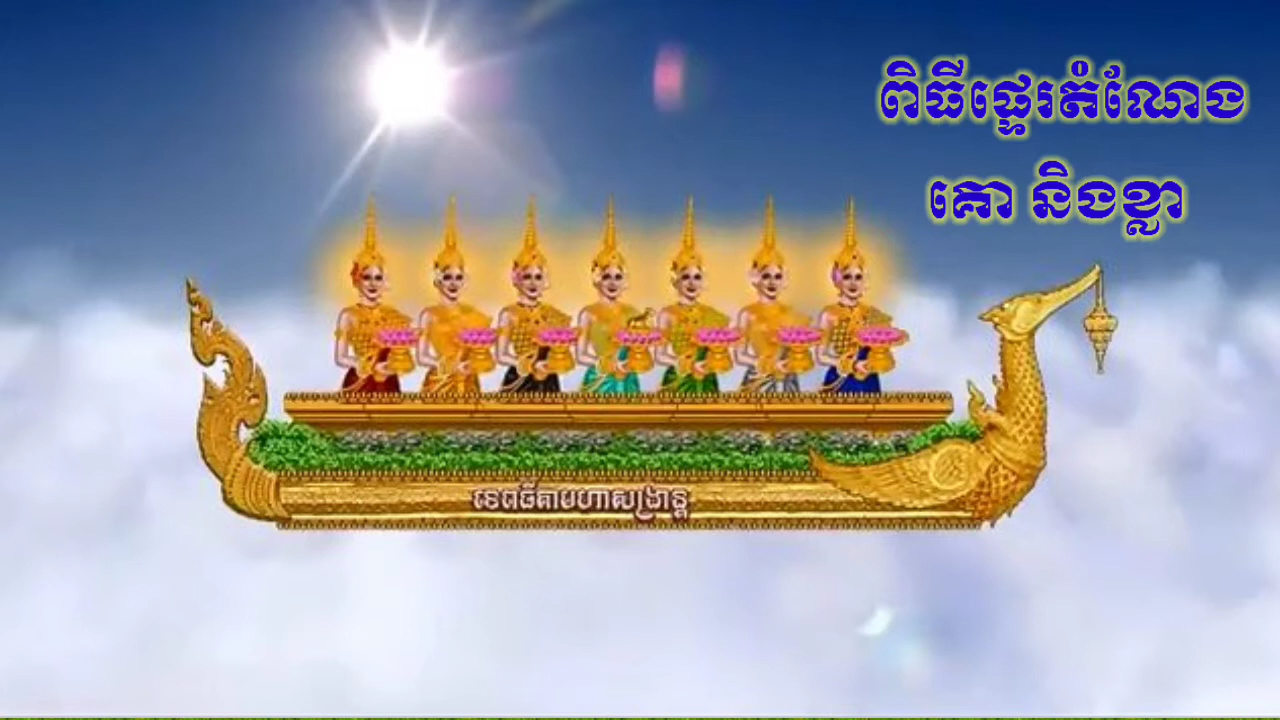 ពិធីផ្ទេរតំណែង
គោ និងខ្លា
ទេពធីតាមហាសង្រ្កាន្ត